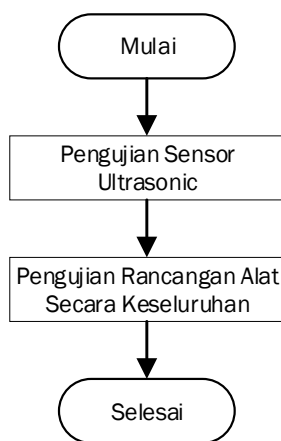 Mulai
Pengujian Sensor
Ultrasonic
Pengujian Rancangan Alat
Secara Keseluruhan
Selesai